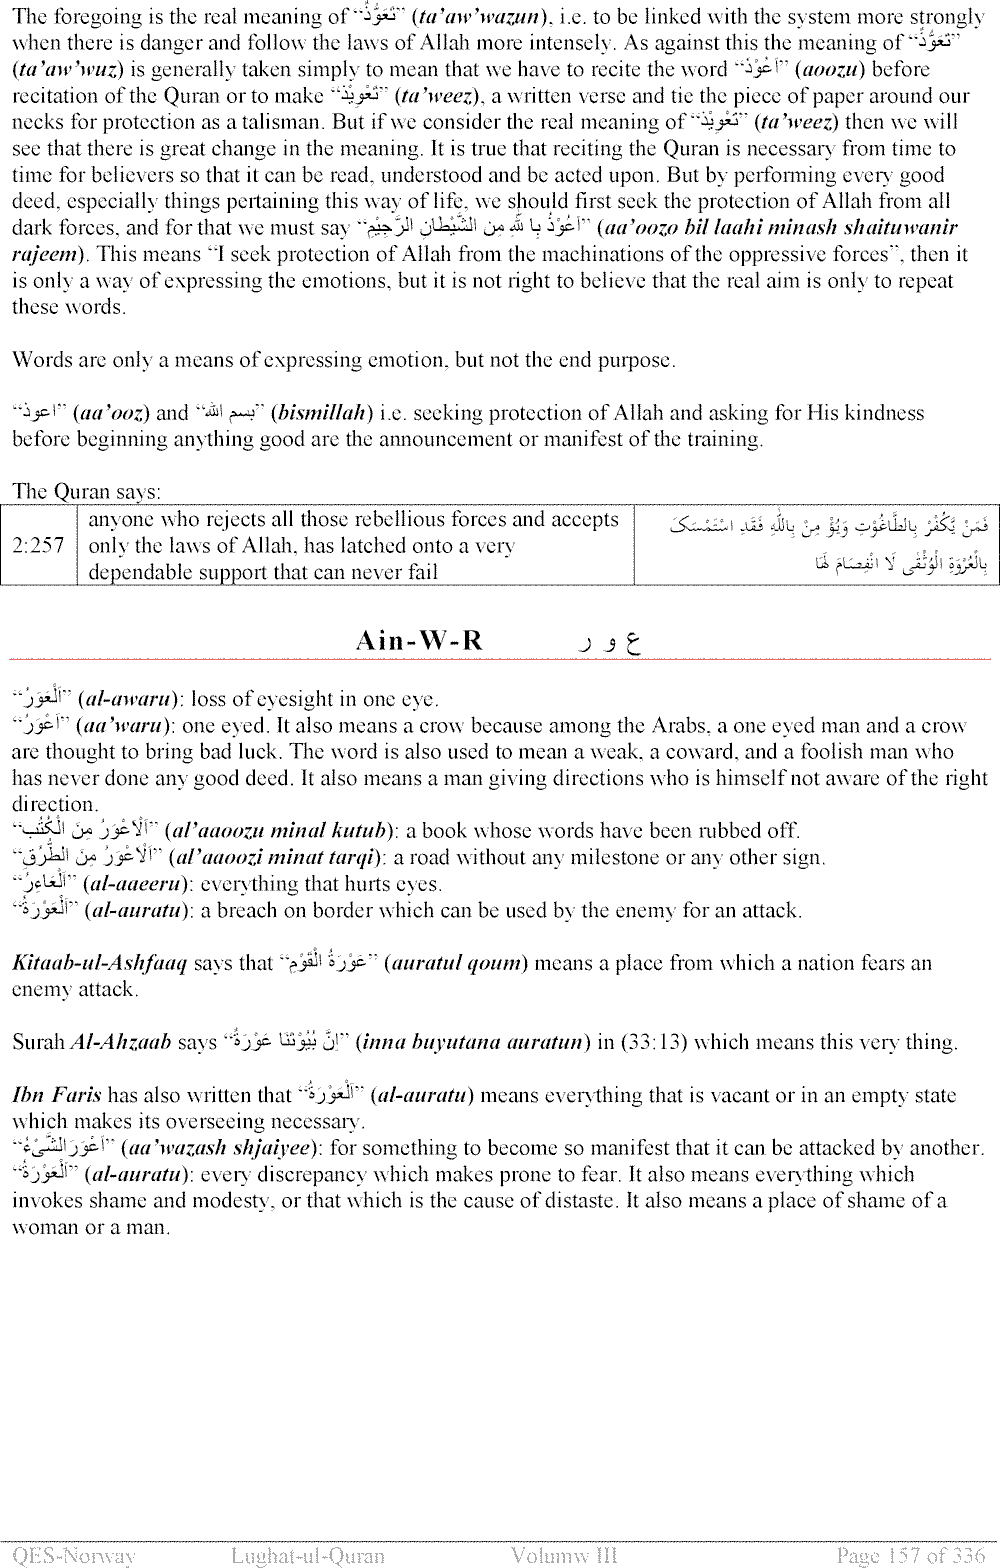 The foregoing is the real meaning of “تَعَوُّذٌ” (ta’aw’wazun), i.e. to be linked with the system more strongly
when there is danger and follow the laws of Allah more intensely. As against this the meaning of “تَعَوُّذٌ”
(ta’aw’wuz) is generally taken simply to mean that we have to recite the word “اَعُوْذُ” (aoozu) before
recitation of the Quran or to make “تَعْوِيْذٌ” (ta’weez), a written verse and tie the piece of paper around our
necks for protection as a talisman. But if we consider the real meaning of “تَعْوِيْذٌ” (ta’weez) then we will
see that there is great change in the meaning. It is true that reciting the Quran is necessary from time to
time for believers so that it can be read, understood and be acted upon. But by performing every good
deed, especially things pertaining this way of life, we should first seek the protection of Allah from all
dark forces, and for that we must say “اَعُوْذُ بِا للّٰہِ مِن الشَّيْطَانِ الرَّجِيْمِ” (aa’oozo bil laahi minash shaituwanir
rajeem). This means “I seek protection of Allah from the machinations of the oppressive forces”, then it
is only a way of expressing the emotions, but it is not right to believe that the real aim is only to repeat
these words.
Words are only a means of expressing emotion, but not the end purpose.
“اعوذ” (aa’ooz) and “بسم الله” (bismillah) i.e. seeking protection of Allah and asking for His kindness
before beginning anything good are the announcement or manifest of the training.
The Quran says:
2:257 anyone who rejects all those rebellious forces and accepts only the laws of Allah, has latched onto a very dependable support that can never fail
فَمَنْ يَّكْفُرْ بِالطَّاغُوْتِ وَيُؤْ مِنْ بِاللّٰهِ فَقَدِ اسْتَمْسَکَ
بِالْعُرْوَةِ الْوُثْقٰى لَا انْفِصَامَ لَهَا
Ain-W-R ع و ر
“اَلْعَوَرُ” (al-awaru): loss of eyesight in one eye.
“اَعْوَرُ” (aa’waru): one eyed. It also means a crow because among the Arabs, a one eyed man and a crow
are thought to bring bad luck. The word is also used to mean a weak, a coward, and a foolish man who
has never done any good deed. It also means a man giving directions who is himself not aware of the right
direction.
“اَلْاَعْوَرُ مِنَ الْكُتُبِ” (al’aaoozu minal kutub): a book whose words have been rubbed off.
“اَلْاَعْوَرُ مِنَ الطُّرُقِ” (al’aaoozi minat tarqi): a road without any milestone or any other sign.
“اَلْعَاءِرُ” (al-aaeeru): everything that hurts eyes.
“اَلْعَوْرَةُ” (al-auratu): a breach on border which can be used by the enemy for an attack.
Kitaab-ul-Ashfaaq says that “عَوْرَةُ الْقَوْمِ” (auratul qoum) means a place from which a nation fears an
enemy attack.
Surah Al-Ahzaab says “اِنَّ بُيُوْتَنَا عَوْرَةٌ” (inna buyutana auratun) in (33:13) which means this very thing.
Ibn Faris has also written that “اَلْعَوْرَةُ” (al-auratu) means everything that is vacant or in an empty state
which makes its overseeing necessary.
“اَعْوَرَالشَّیْءُ” (aa’wazash shjaiyee): for something to become so manifest that it can be attacked by another.
“اَلْعَوْرَةُ” (al-auratu): every discrepancy which makes prone to fear. It also means everything which
invokes shame and modesty, or that which is the cause of distaste. It also means a place of shame of a
woman or a man.
QES-Norway Lughat-ul-Quran Volumw III Page 157 of 336